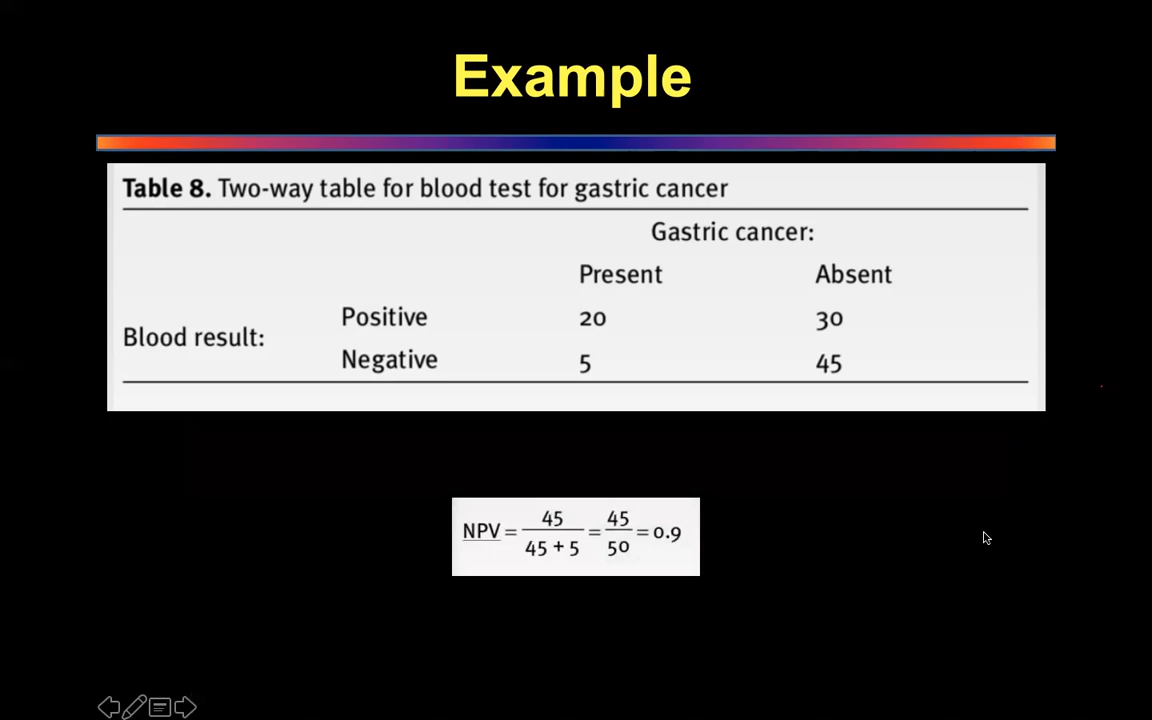 Example
Table 8. Two-way table for blood test for gastric cancer
Gastric cancer:
Present Absent
Blood result: Positive 20 30
Negative 5 45
NPV = 45 / 45 + 5 = 45 / 50 = 0.9